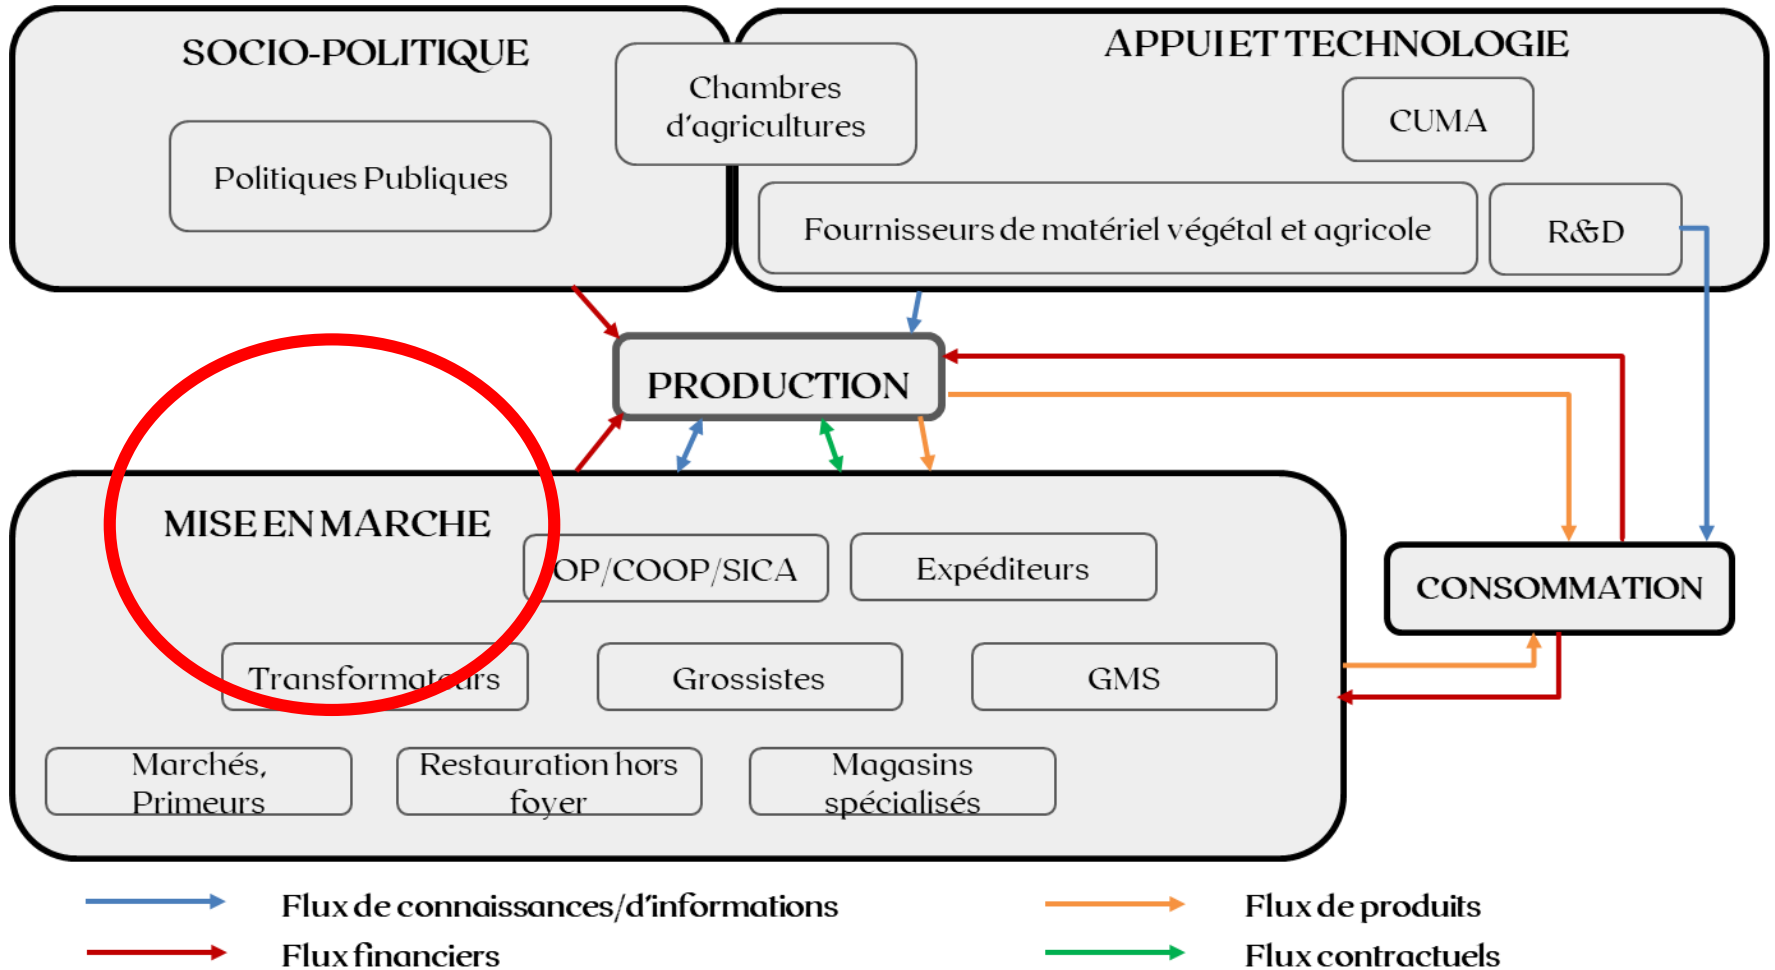 SOCIO-POLITIQUE
APPUI ET TECHNOLOGIE
Chambres
d'agricultures
CUMA
Politiques Publiques
Fournisseurs de matériel végétal et agricole
R&D
PRODUCTION
MISE EN MARCHE
OP/COOP/SICA
Expéditeurs
CONSOMMATION
Transformateurs
Grossistes
GMS
Marchés,
Primeurs
Restauration hors
foyer
Magasins
spécialisés
Flux de connaissances/d'informations
Flux de produits
Flux financiers
Flux contractuels